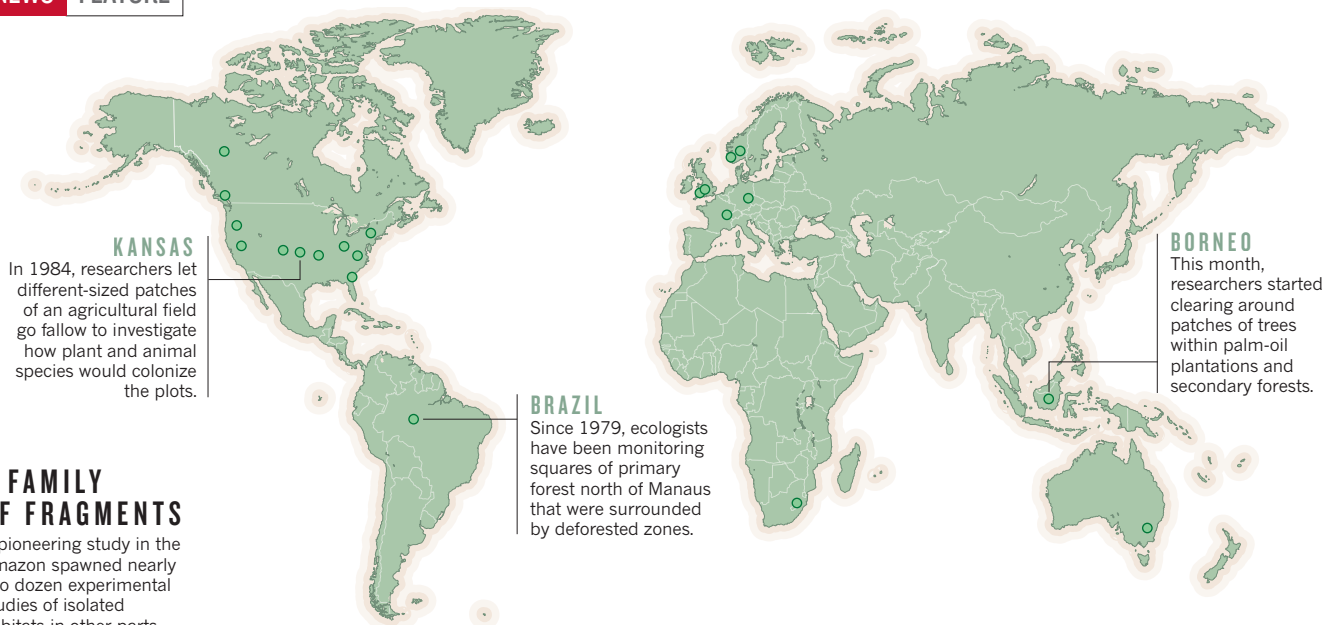 NEWS FEATURE
KANSAS
In 1984, researchers let
different-sized patches
of an agricultural field
go fallow to investigate
how plant and animal
species would colonize
the plots.
BRAZIL
Since 1979, ecologists
have been monitoring
squares of primary
forest north of Manaus
that were surrounded
by deforested zones.
BORNEO
This month,
researchers started
clearing around
patches of trees
within palm-oil
plantations and
secondary forests.
FAMILY
F FRAGMENTS
pioneering study in the
mazon spawned nearly
o dozen experimental
udies of isolated
bitats in other parts